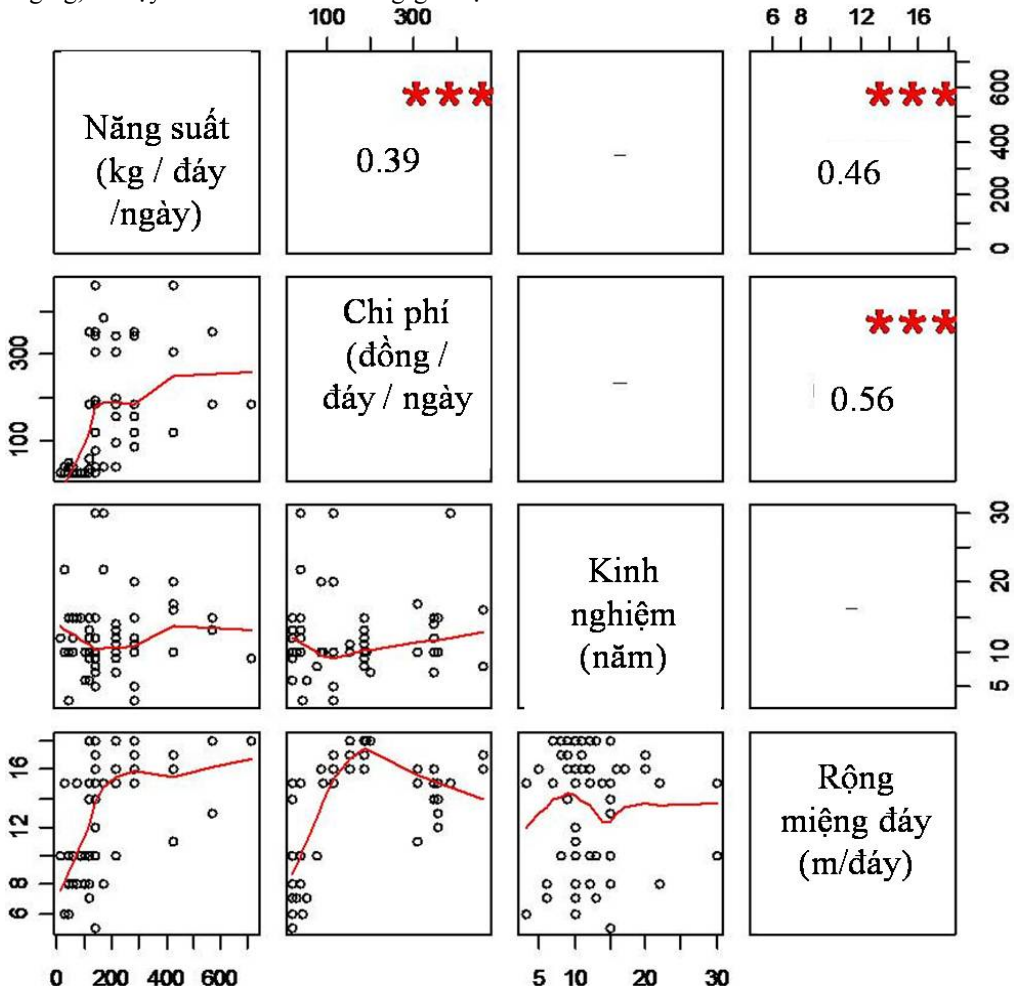 100 300
6 8 12 16
Năng suất
(kg / đáy
/ngày)
***
0.39
–
***
0.46
0 200 400 600
100 300
Chi phí
(đồng /
đáy / ngày
–
***
0.56
Kinh
nghiệm
(năm)
–
5 10 20 30
6 8 12 16
Rộng
miệng đáy
(m/đáy)
0 200 400 600
5 10 20 30